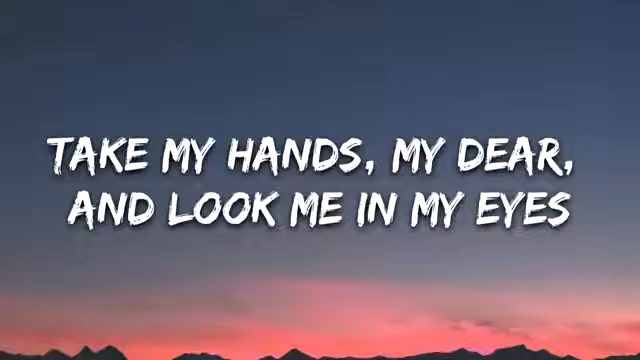 TAKE MY HANDS, MY DEAR,
AND LOOK ME IN MY EYES